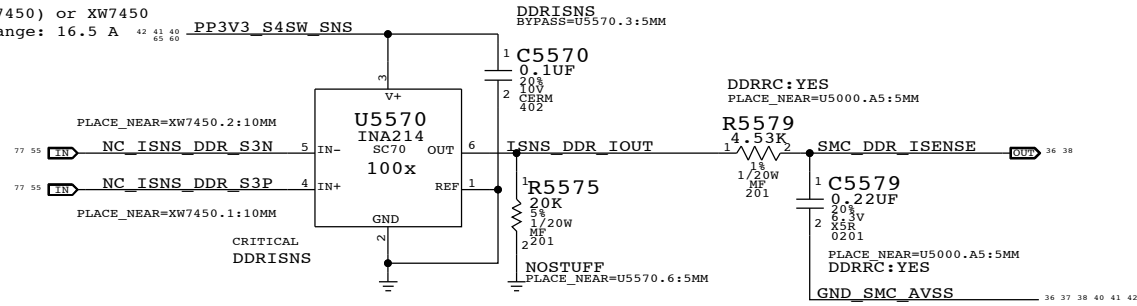 7450) or XW7450
ange: 16.5 A
42 41 40
65 60
PP3V3_S4SW_SNS
DDRISNS
BYPASS=U5570.3:5MM
1 C5570
0.1UF
20%
10V
2 CERM
402
3
V+
U5570
INA214
SC70
100x
PLACE_NEAR=XW7450.2:10MM
77 55 IN NC_ISNS_DDR_S3N 5 IN-
OUT 6 ISNS_DDR_IOUT
77 55 IN NC_ISNS_DDR_S3P 4 IN+
REF 1
PLACE_NEAR=XW7450.1:10MM
GND
2
CRITICAL
DDRISNS
1 R5575
20K
5%
1/20W
MF
2 201
NOSTUFF
PLACE_NEAR=U5570.6:5MM
DDRRC:YES
PLACE_NEAR=U5000.A5:5MM
R5579
1 4.53K 2
1%
1/20W
MF
201
SMC_DDR_ISENSE OUT 36 38
1 C5579
0.22UF
20%
2 6.3V
X5R
0201
PLACE_NEAR=U5000.A5:5MM
DDRRC:YES
GND_SMC_AVSS 36 37 38 40 41 42